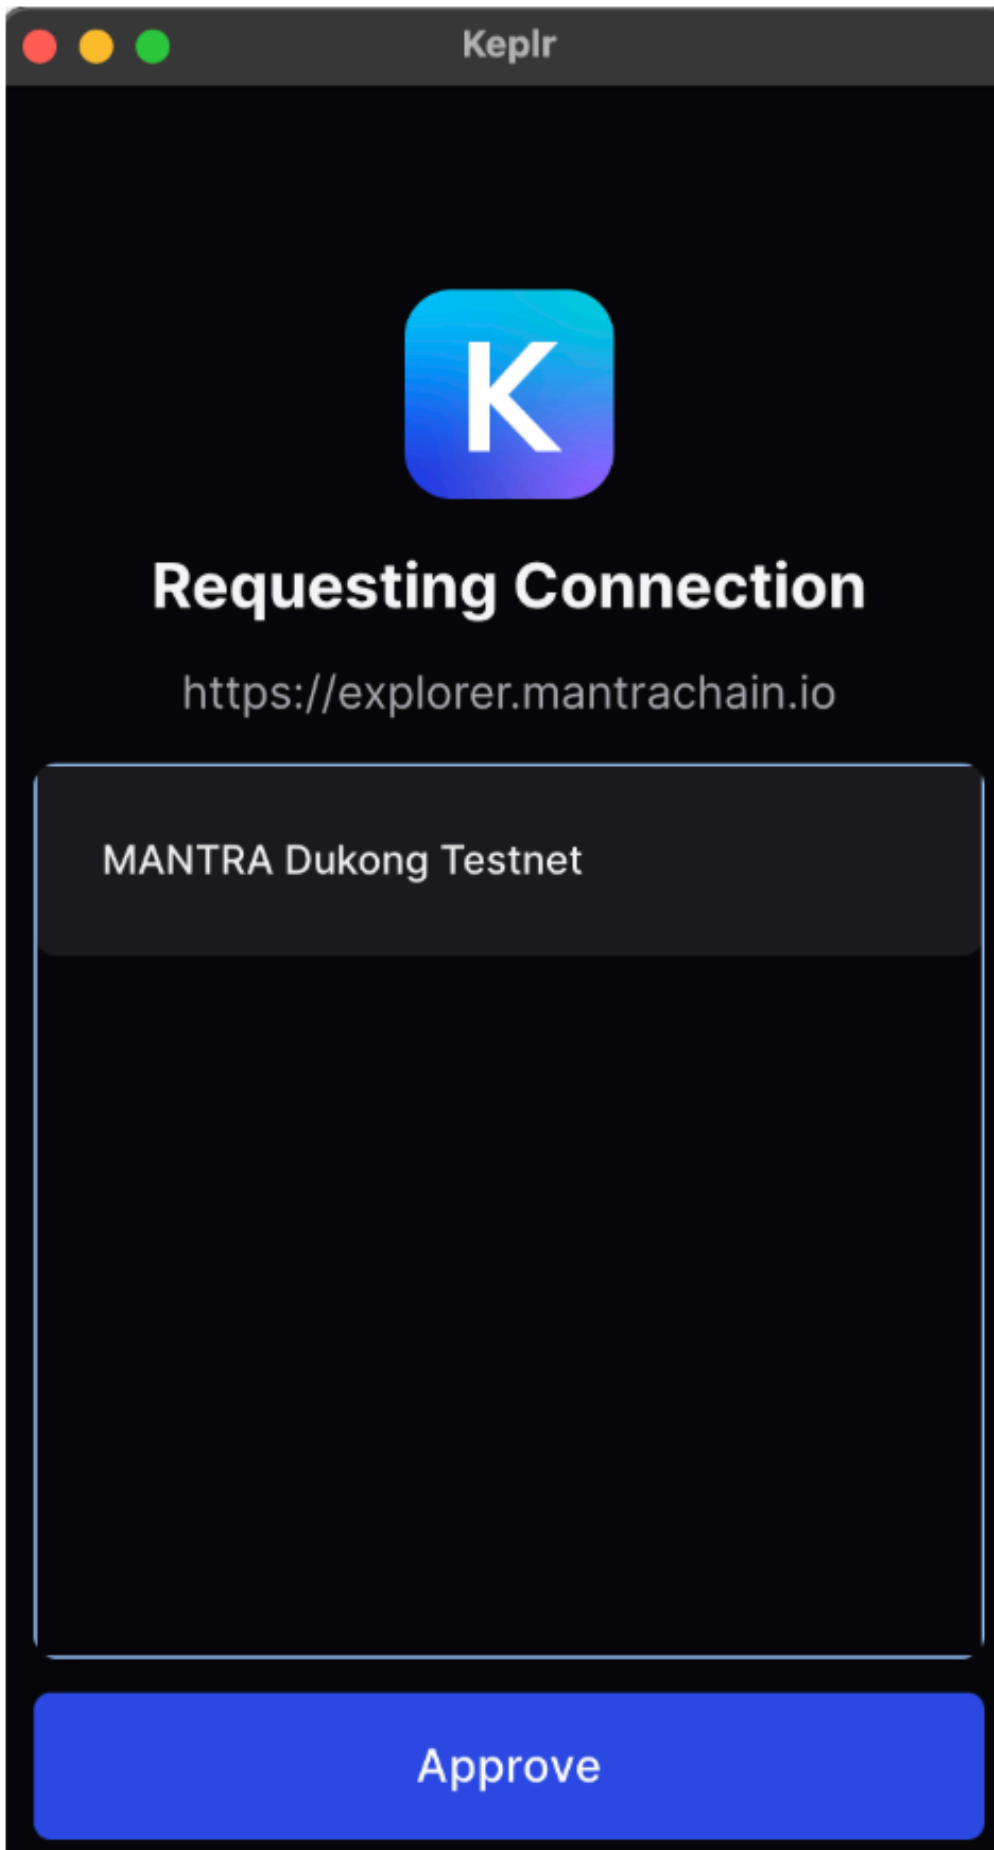 Keplr
K
Requesting Connection
https://explorer.mantrachain.io
MANTRA Dukong Testnet
Approve